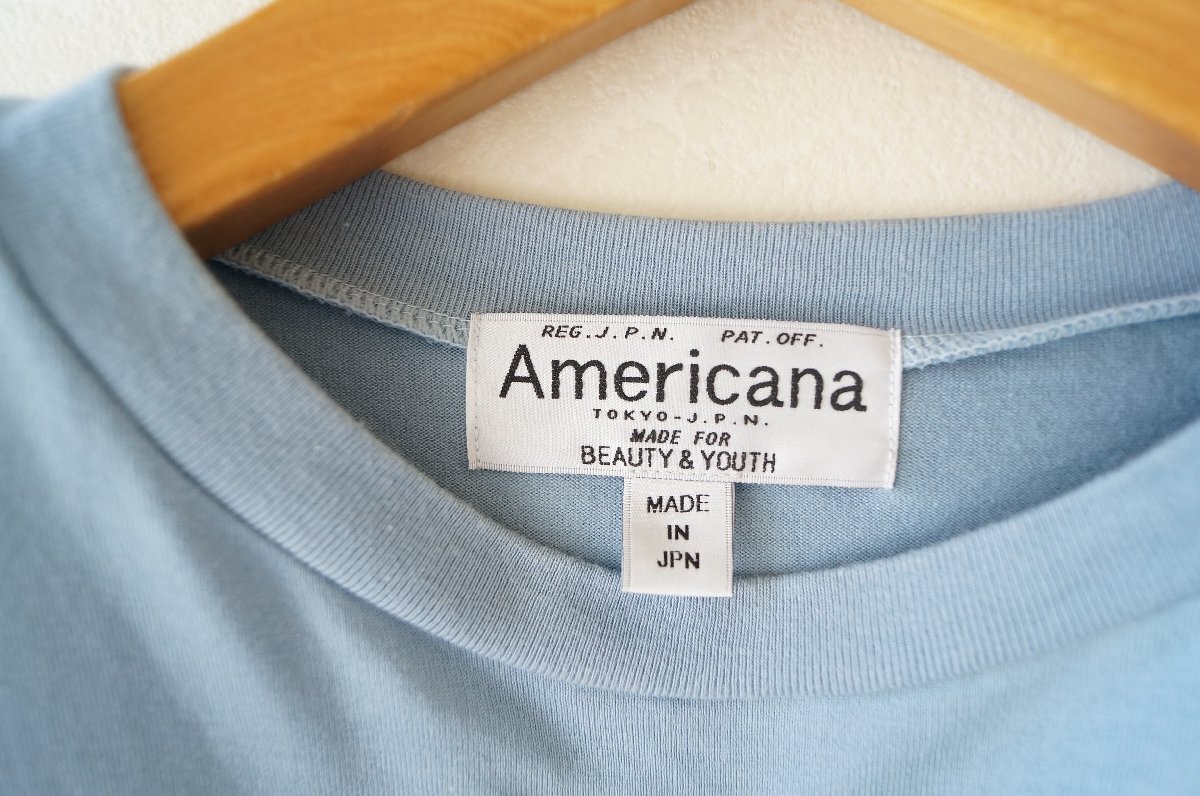 REG.J.P.N. PAT.OFF.
Americana
TOKYO-J.P.N.
MADE FOR
BEAUTY & YOUTH
MADE
IN
JPN